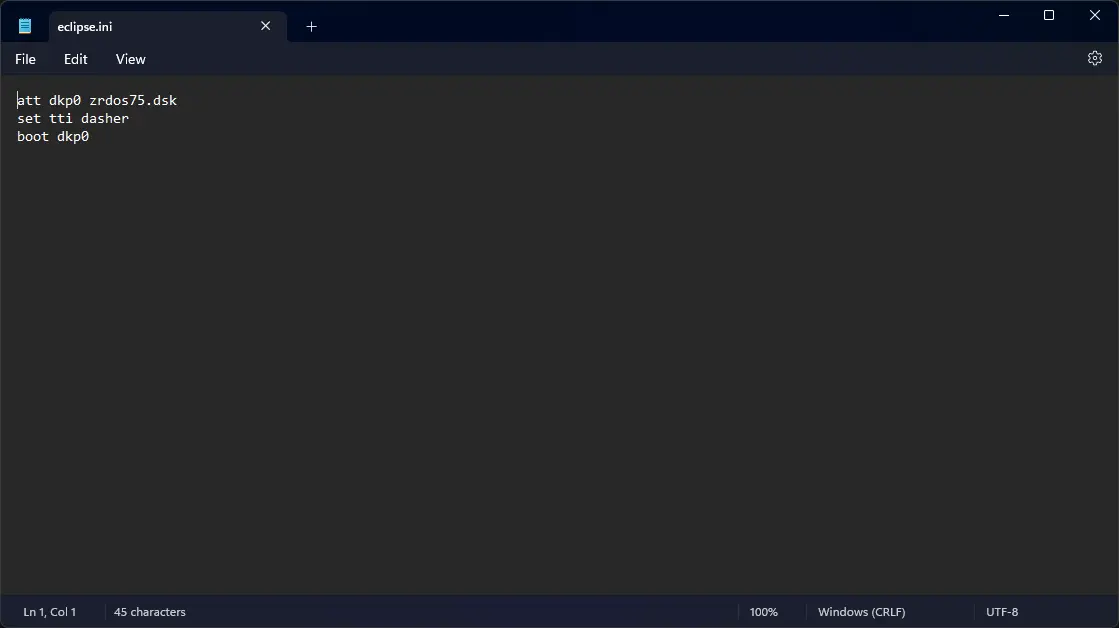 eclipse.ini
File Edit View
att dkp0 zrdos75.dsk
set tti dasher
boot dkp0
Ln 1, Col 1 45 characters 100% Windows (CRLF) UTF-8